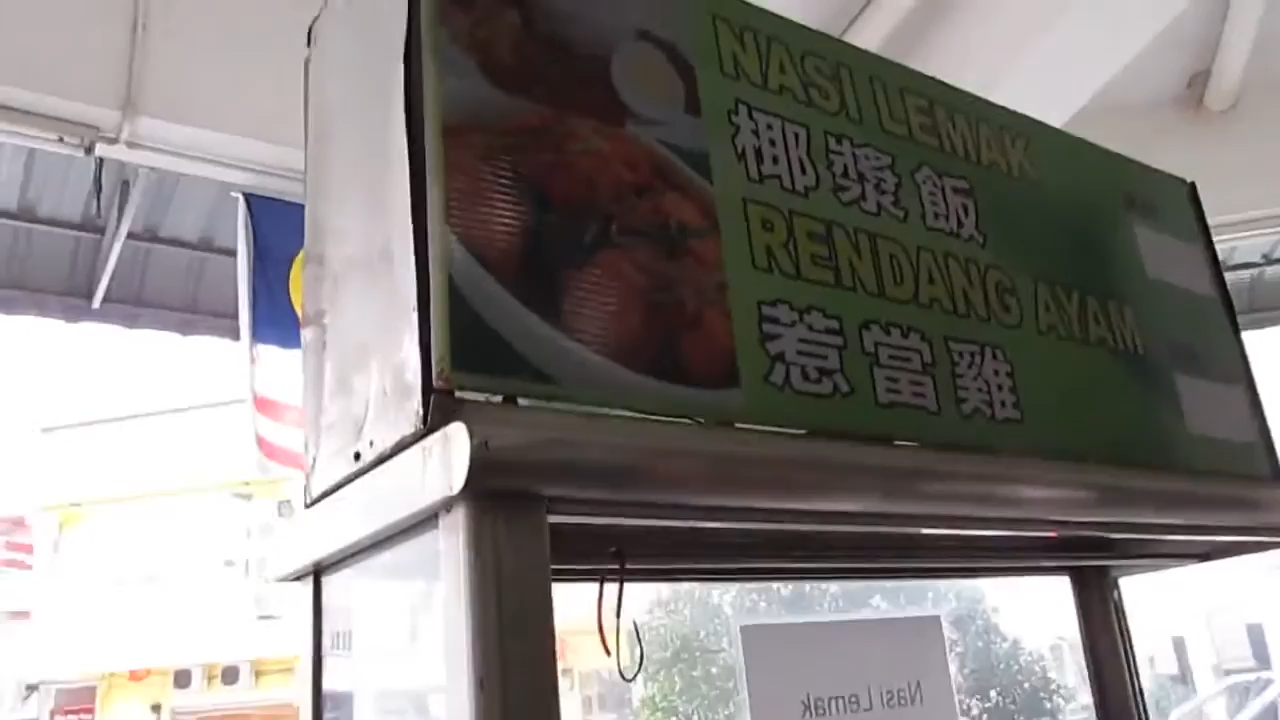 NASI LEMAK
椰漿飯
RENDANG AYAM
惹當雞
Nasi Lemak